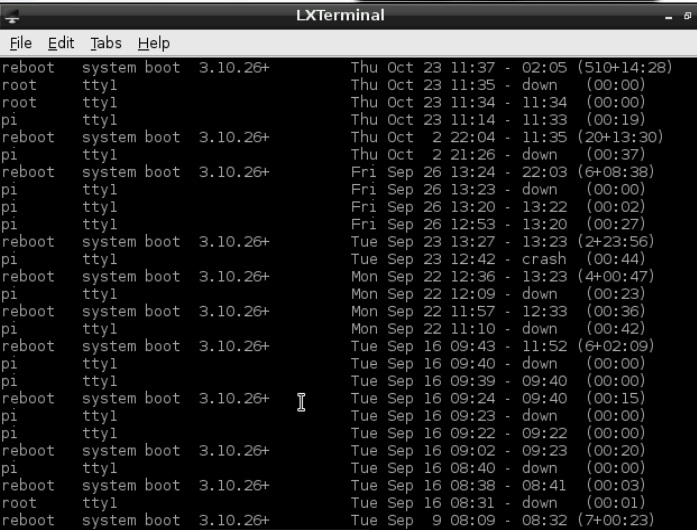 LXTerminal
File Edit Tabs Help
reboot   system boot  3.10.26+         Thu Oct 23 11:37 - 02:05 (510+14:28)
root     tty1                          Thu Oct 23 11:35 - down   (00:00)
root     tty1                          Thu Oct 23 11:34 - 11:34  (00:00)
pi       tty1                          Thu Oct 23 11:14 - 11:33  (00:19)
reboot   system boot  3.10.26+         Thu Oct  2 22:04 - 11:35 (20+13:30)
pi       tty1                          Thu Oct  2 21:26 - down   (00:37)
reboot   system boot  3.10.26+         Fri Sep 26 13:24 - 22:03 (6+08:38)
pi       tty1                          Fri Sep 26 13:23 - down   (00:00)
pi       tty1                          Fri Sep 26 13:20 - 13:22  (00:02)
pi       tty1                          Fri Sep 26 12:53 - 13:20  (00:27)
reboot   system boot  3.10.26+         Tue Sep 23 13:27 - 13:23 (2+23:56)
pi       tty1                          Tue Sep 23 12:42 - crash  (00:44)
reboot   system boot  3.10.26+         Mon Sep 22 12:36 - 13:23 (4+00:47)
pi       tty1                          Mon Sep 22 12:09 - down   (00:23)
reboot   system boot  3.10.26+         Mon Sep 22 11:57 - 12:33  (00:36)
pi       tty1                          Mon Sep 22 11:10 - down   (00:42)
reboot   system boot  3.10.26+         Tue Sep 16 09:43 - 11:52 (6+02:09)
pi       tty1                          Tue Sep 16 09:40 - down   (00:00)
pi       tty1                          Tue Sep 16 09:39 - 09:40  (00:00)
reboot   system boot  3.10.26+         Tue Sep 16 09:24 - 09:40  (00:15)
pi       tty1                          Tue Sep 16 09:23 - down   (00:00)
pi       tty1                          Tue Sep 16 09:22 - 09:22  (00:00)
reboot   system boot  3.10.26+         Tue Sep 16 09:02 - 09:23  (00:20)
pi       tty1                          Tue Sep 16 08:40 - down   (00:00)
reboot   system boot  3.10.26+         Tue Sep 16 08:38 - 08:41  (00:03)
root     tty1                          Tue Sep 16 08:31 - down   (00:01)
reboot   system boot  3.10.26+         Tue Sep  9 08:09 - 08:32 (7+00:23)